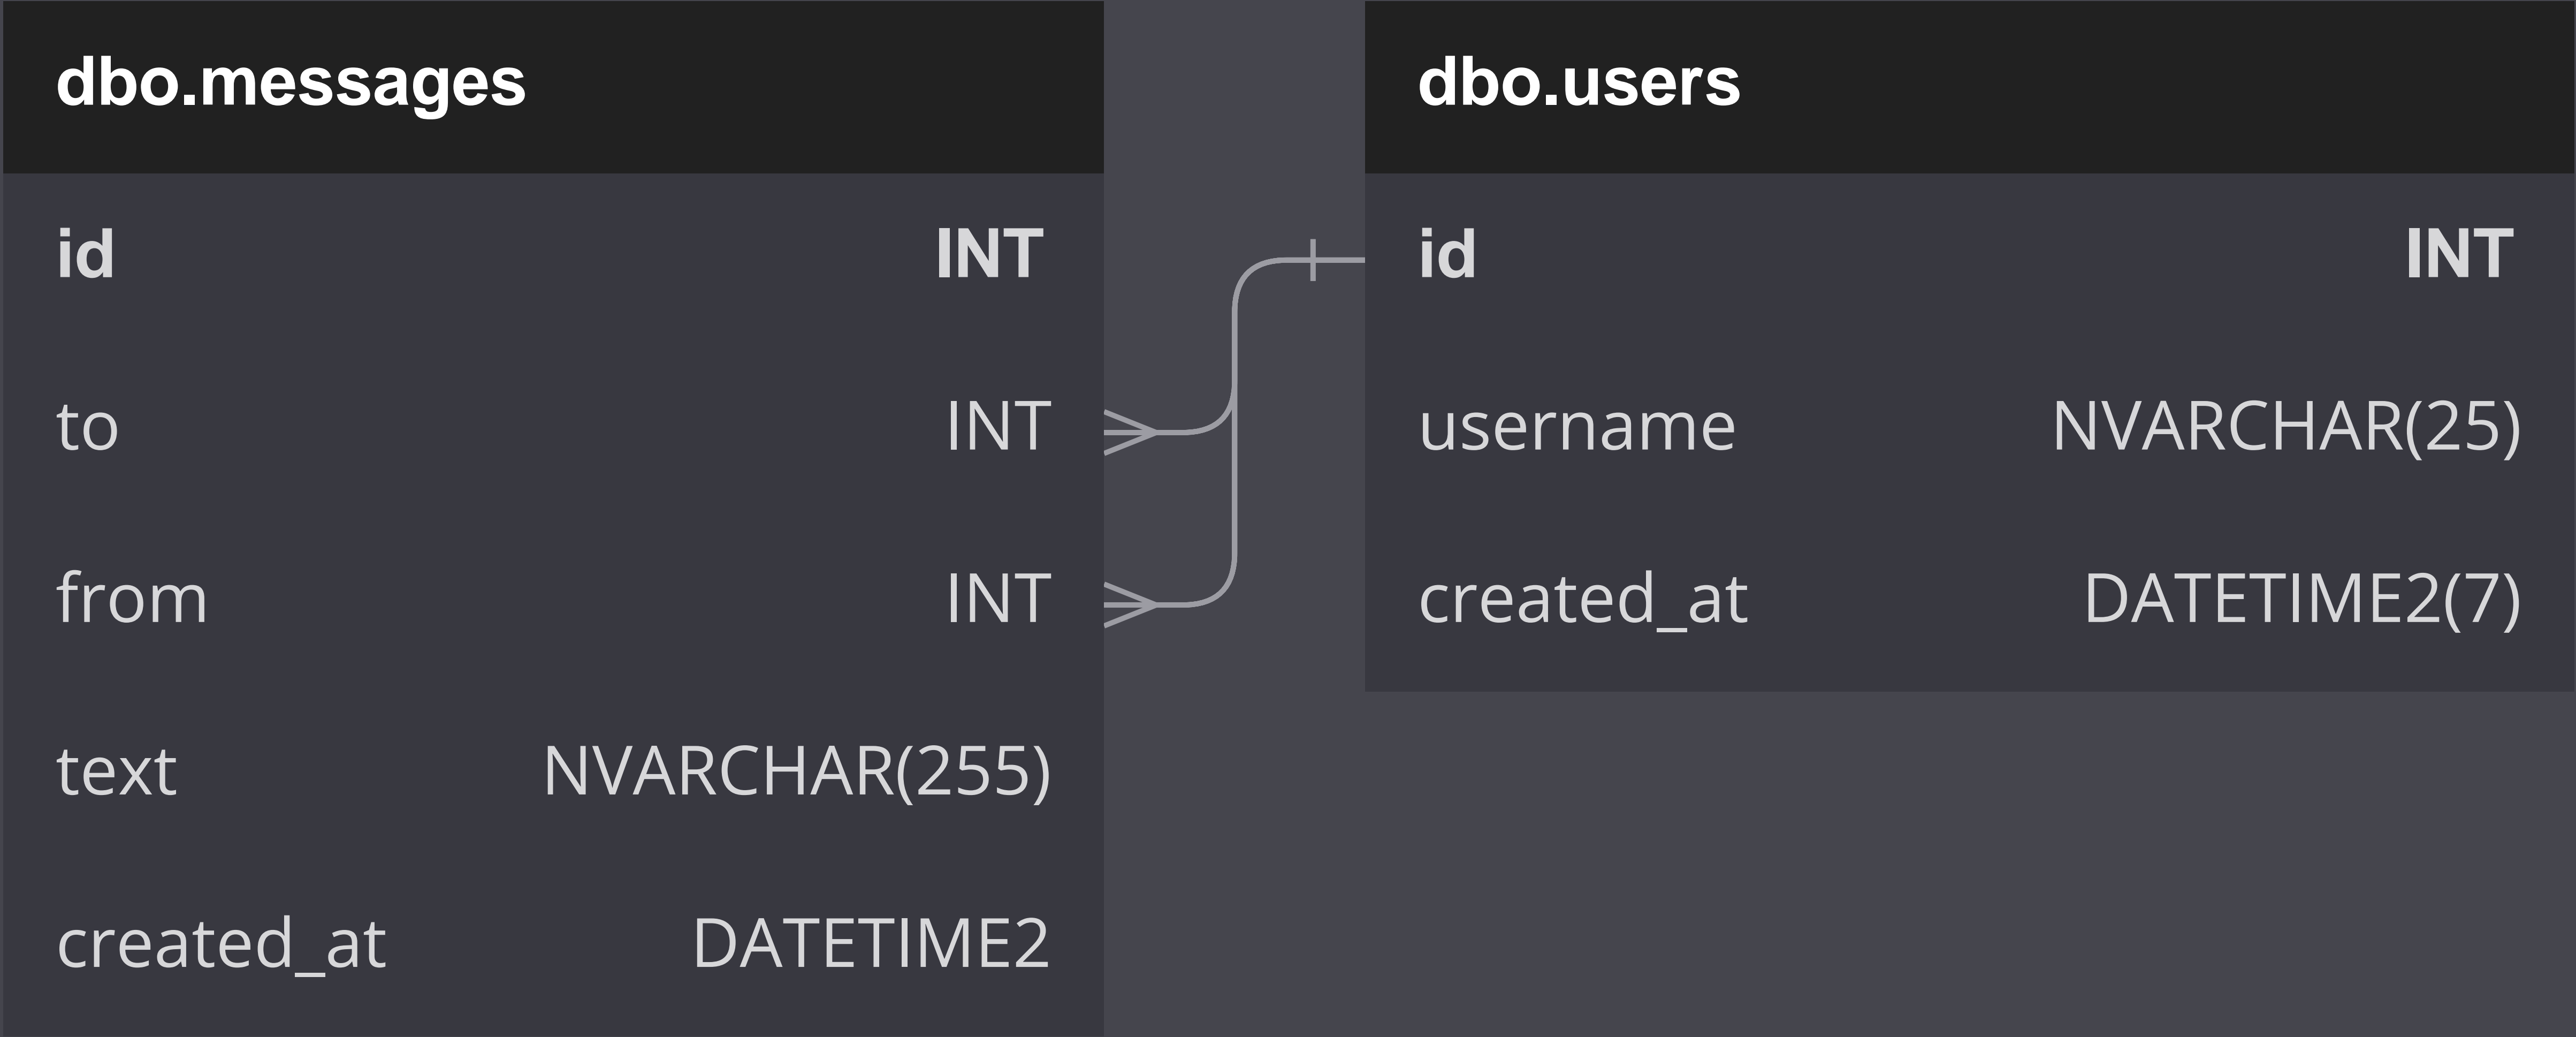 dbo.messages
id INT
to INT
from INT
text NVARCHAR(255)
created_at DATETIME2
dbo.users
id INT
username NVARCHAR(25)
created_at DATETIME2(7)